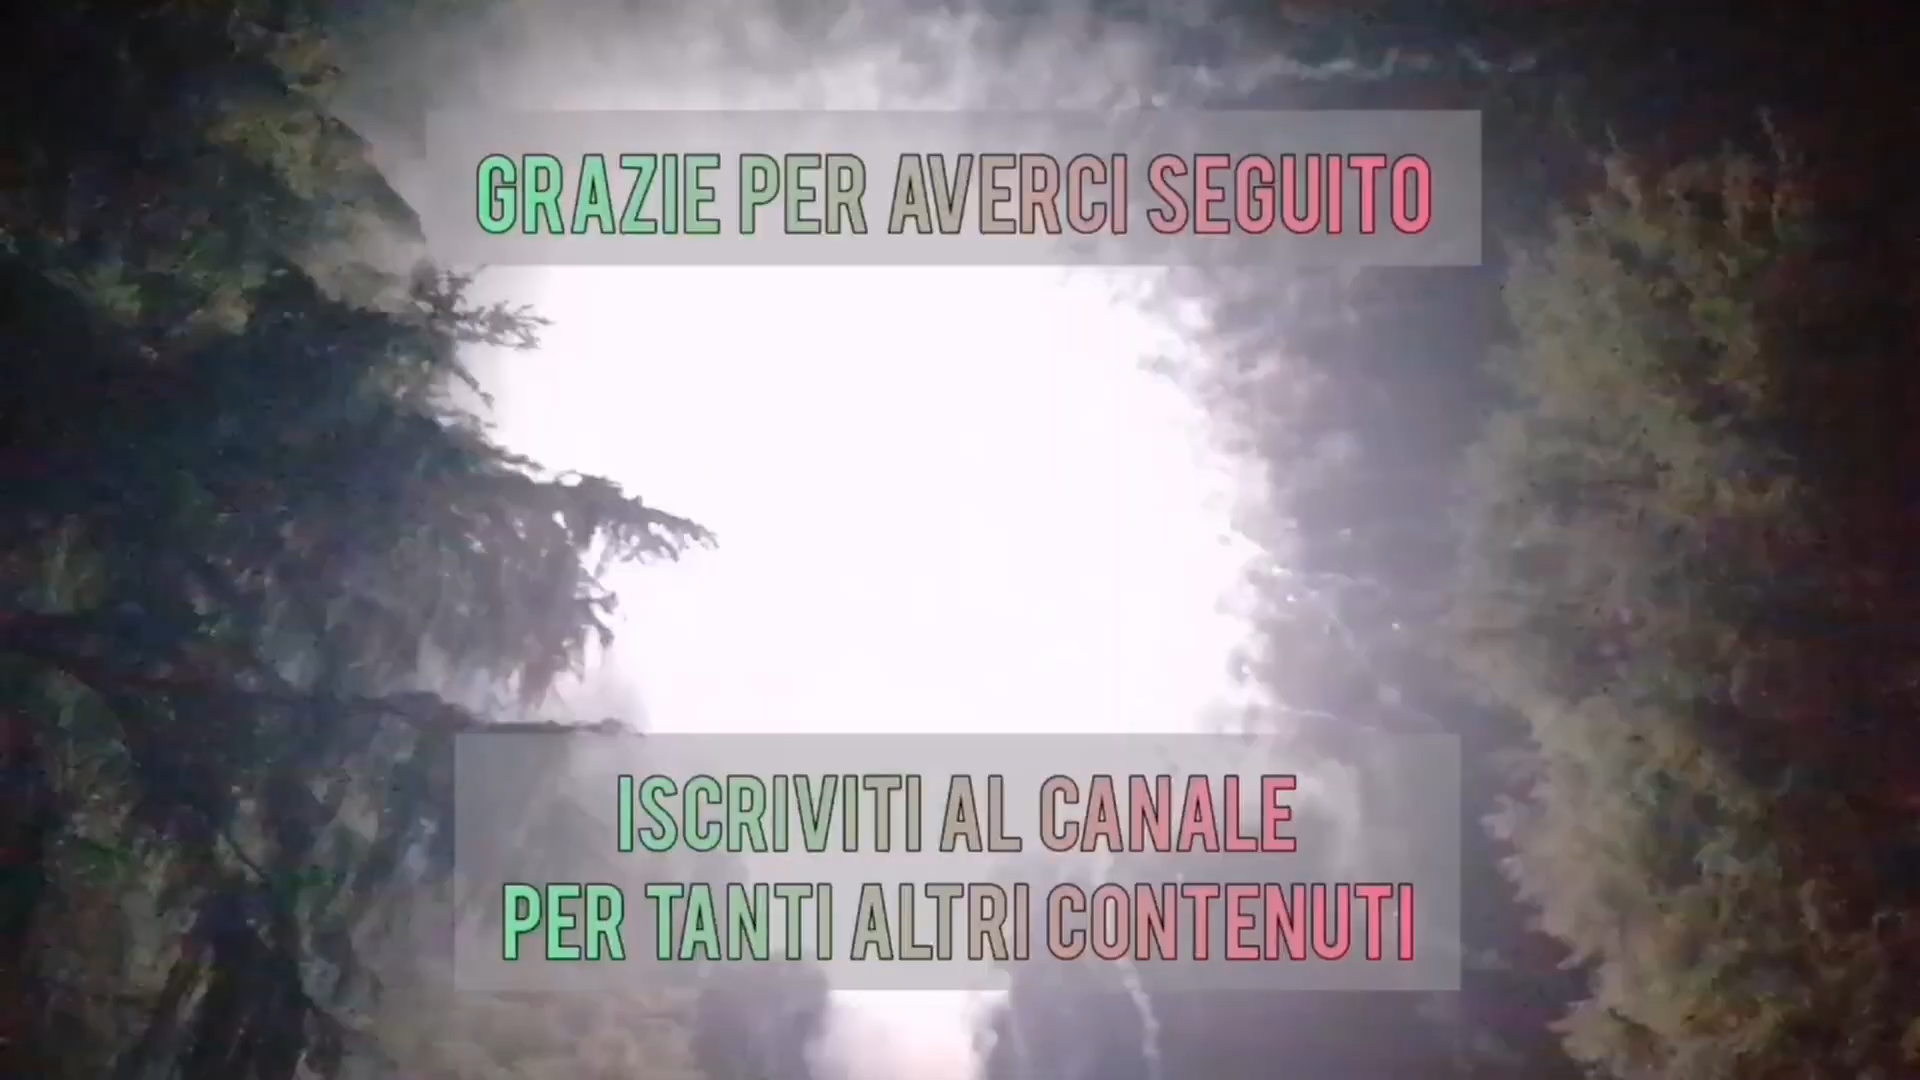 GRAZIE PER AVERCI SEGUITO
ISCRIVITI AL CANALE
PER TANTI ALTRI CONTENUTI